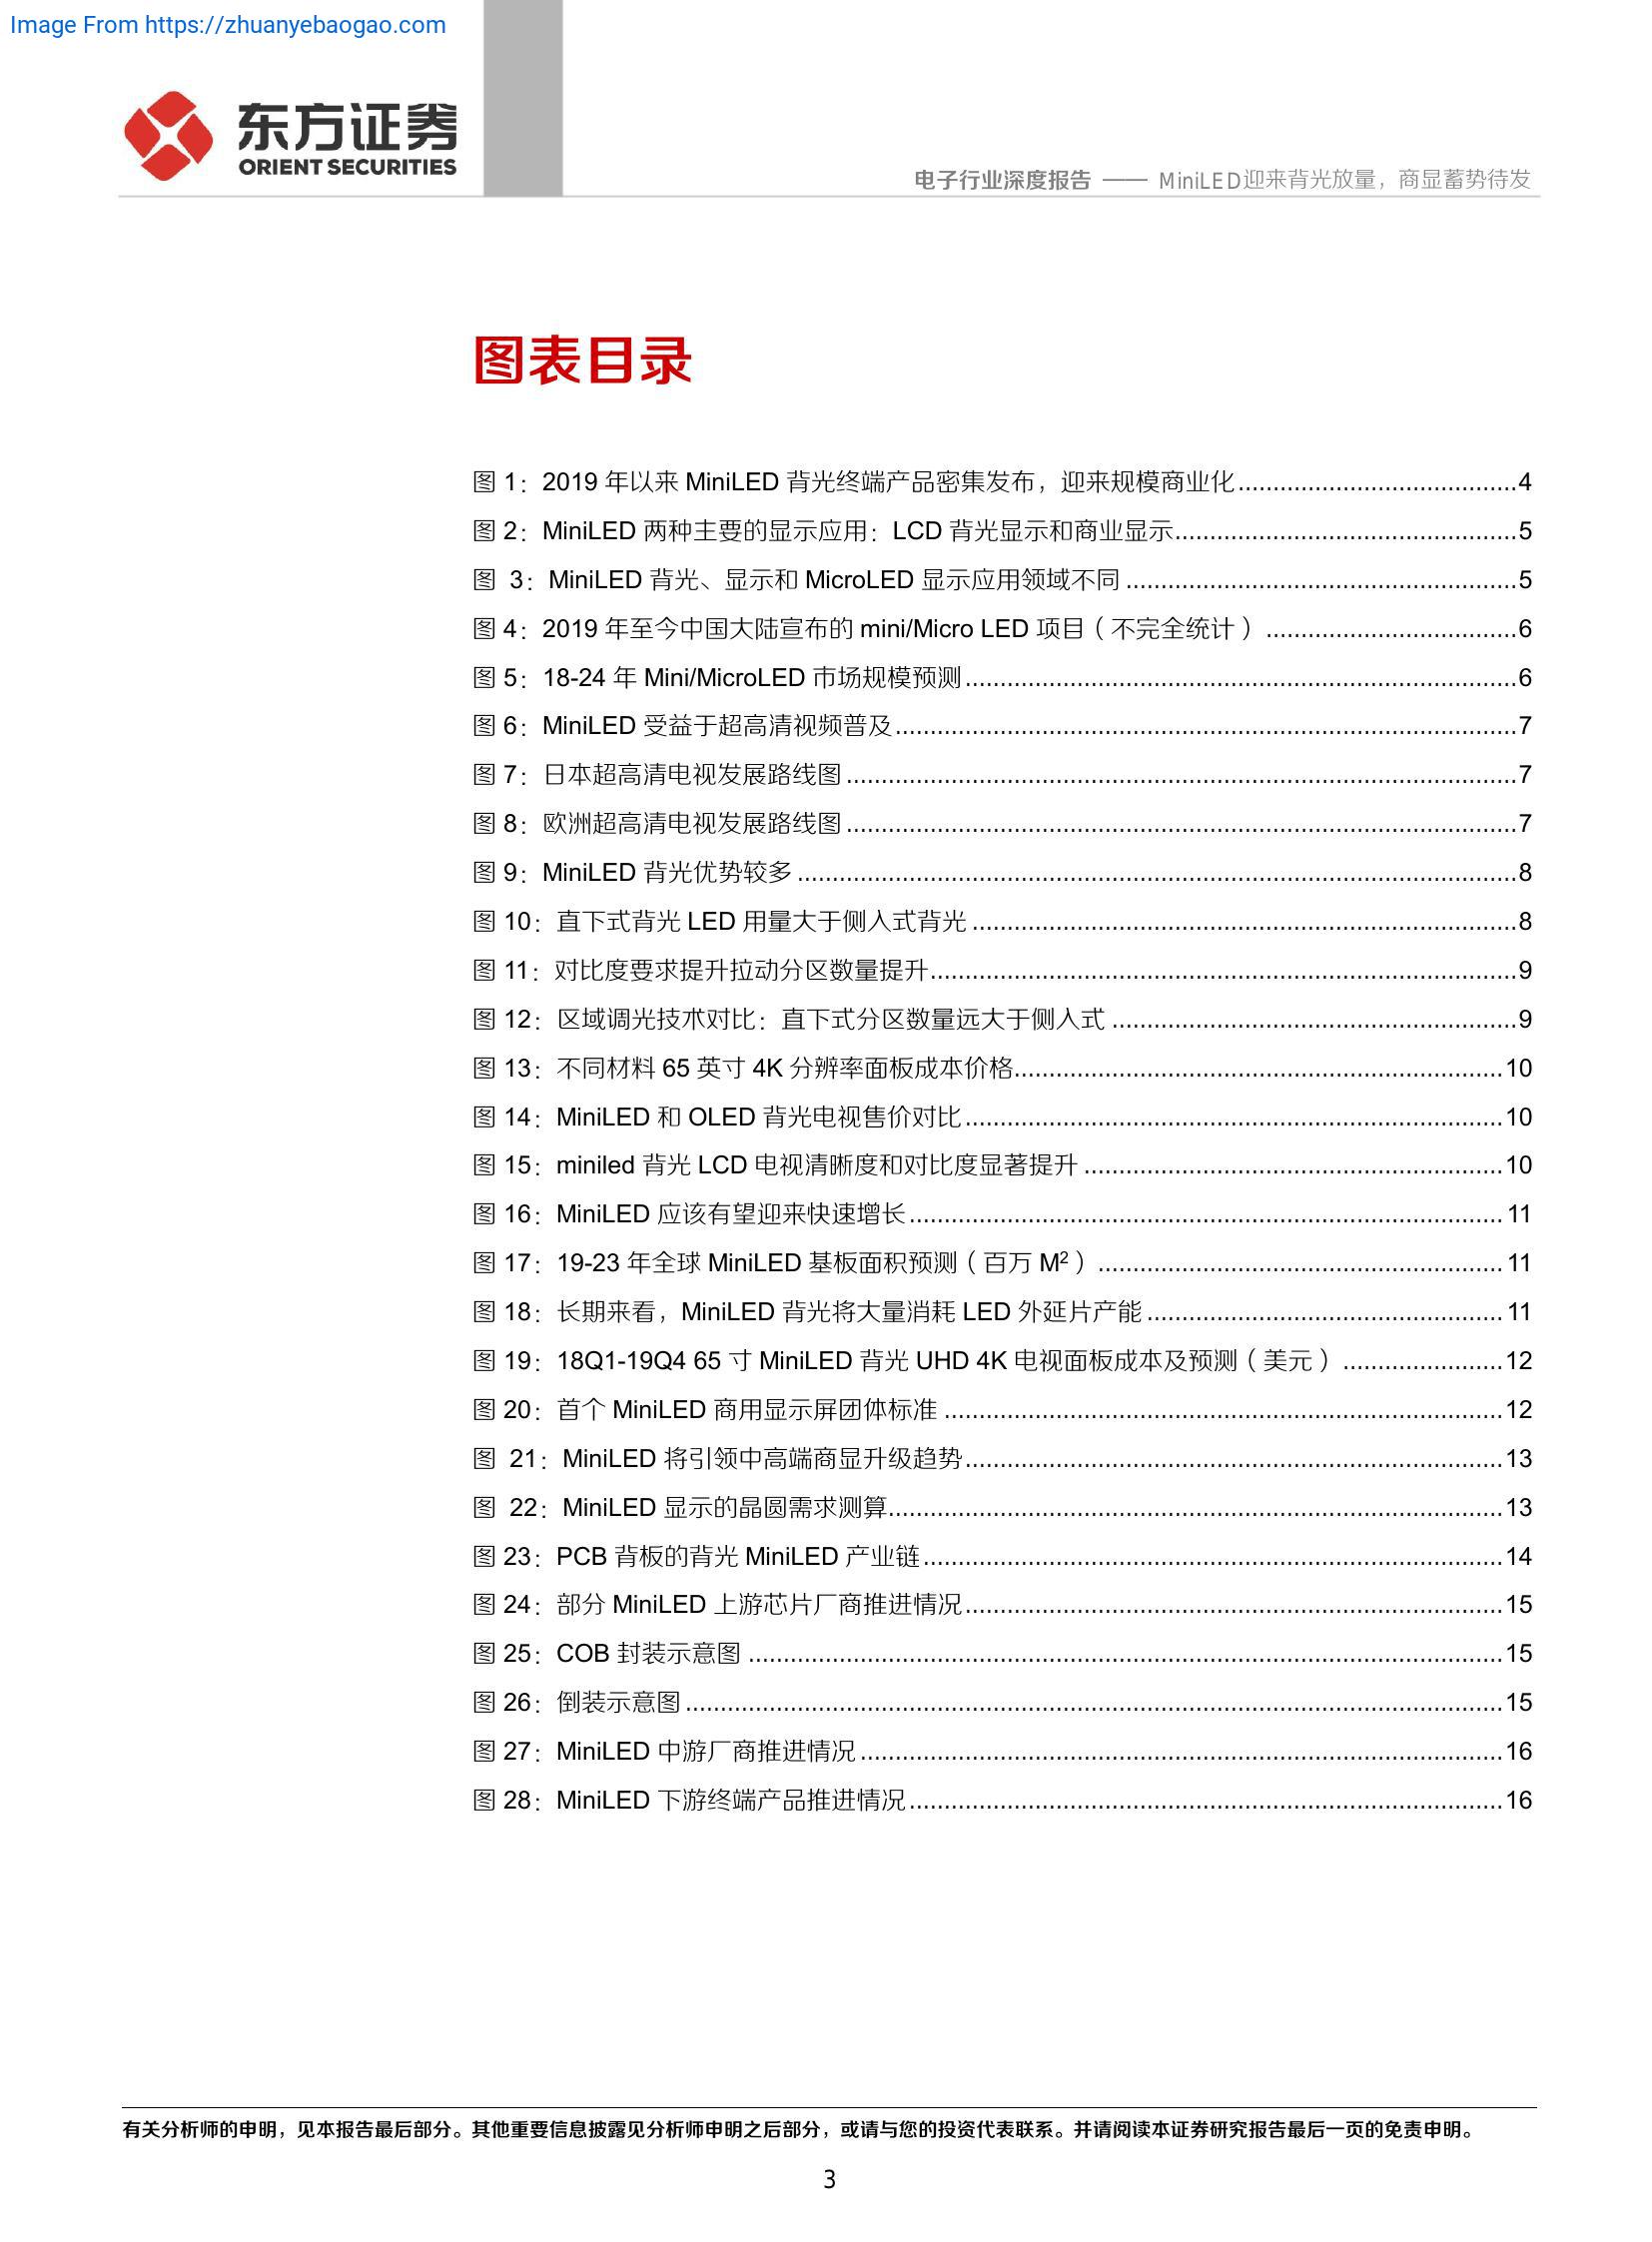 Image From https://zhuanyebaogao.com
东方证券
ORIENT SECURITIES
电子行业深度报告 —— MiniLED迎来背光放量，商显蓄势待发
图表目录
图 1：2019 年以来 MiniLED 背光终端产品密集发布，迎来规模商业化........................................4
图 2：MiniLED 两种主要的显示应用：LCD 背光显示和商业显示.................................................5
图 3：MiniLED 背光、显示和 MicroLED 显示应用领域不同........................................................5
图 4：2019 年至今中国大陆宣布的 mini/Micro LED 项目（不完全统计）....................................6
图 5：18-24 年 Mini/MicroLED 市场规模预测...............................................................................6
图 6：MiniLED 受益于超高清视频普及.........................................................................................7
图 7：日本超高清电视发展路线图................................................................................................7
图 8：欧洲超高清电视发展路线图................................................................................................7
图 9：MiniLED 背光优势较多.......................................................................................................8
图 10：直下式背光 LED 用量大于侧入式背光..............................................................................8
图 11：对比度要求提升拉动分区数量提升....................................................................................9
图 12：区域调光技术对比：直下式分区数量远大于侧入式..........................................................9
图 13：不同材料 65 英寸 4K 分辨率面板成本价格......................................................................10
图 14：MiniLED 和 OLED 背光电视售价对比.............................................................................10
图 15：miniled 背光 LCD 电视清晰度和对比度显著提升............................................................10
图 16：MiniLED 应该有望迎来快速增长.....................................................................................11
图 17：19-23 年全球 MiniLED 基板面积预测（百万 M²）..........................................................11
图 18：长期来看，MiniLED 背光将大量消耗 LED 外延片产能...................................................11
图 19：18Q1-19Q4 65 寸 MiniLED 背光 UHD 4K 电视面板成本及预测（美元）.......................12
图 20：首个 MiniLED 商用显示屏团体标准................................................................................12
图 21：MiniLED 将引领中高端商显升级趋势.............................................................................13
图 22：MiniLED 显示的晶圆需求测算........................................................................................13
图 23：PCB 背板的背光 MiniLED 产业链...................................................................................14
图 24：部分 MiniLED 上游芯片厂商推进情况.............................................................................15
图 25：COB 封装示意图............................................................................................................15
图 26：倒装示意图.....................................................................................................................15
图 27：MiniLED 中游厂商推进情况............................................................................................16
图 28：MiniLED 下游终端产品推进情况.....................................................................................16
有关分析师的申明，见本报告最后部分。其他重要信息披露见分析师申明之后部分，或请与您的投资代表联系。并请阅读本证券研究报告最后一页的免责申明。
3